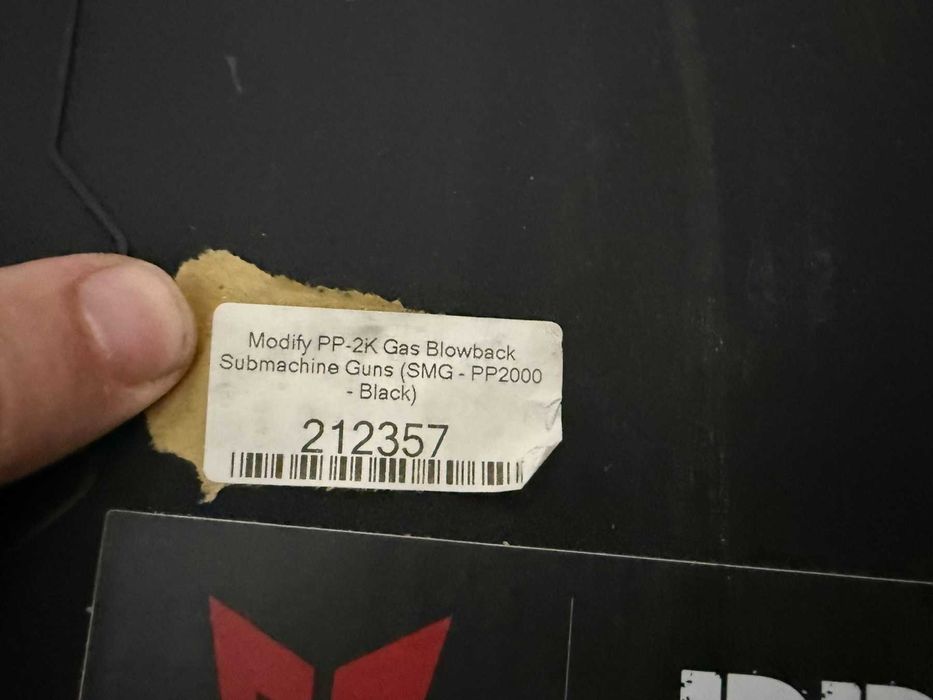 Modify PP-2K Gas Blowback
Submachine Guns (SMG - PP2000
- Black)
212357